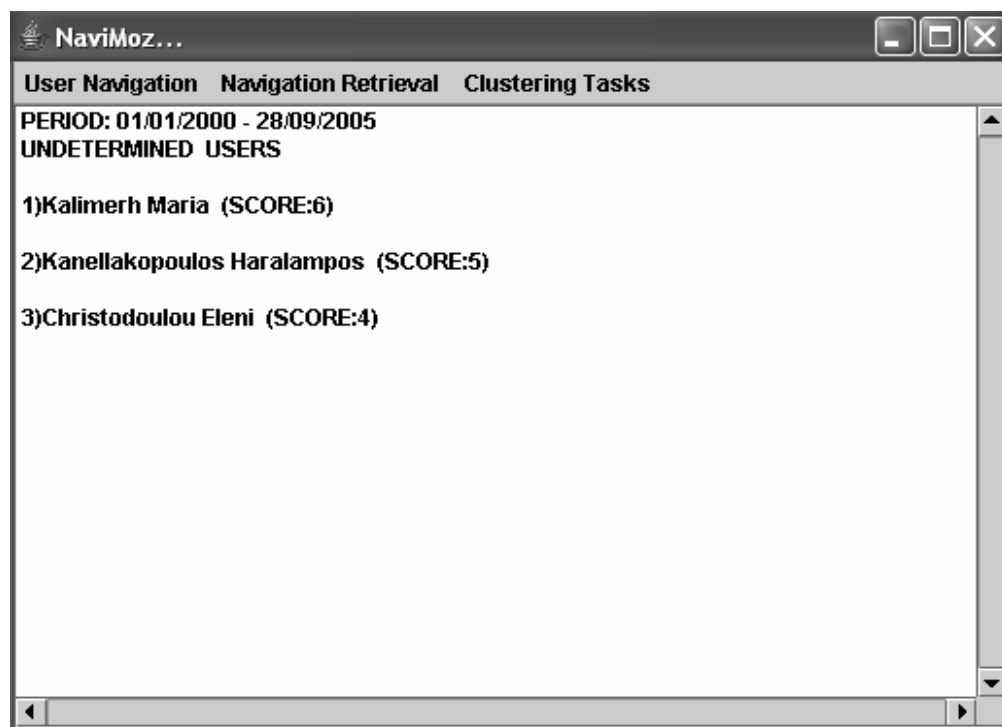 NaviMoz...
User Navigation Navigation Retrieval Clustering Tasks
PERIOD: 01/01/2000 - 28/09/2005
UNDETERMINED USERS
1)Kalimerh Maria (SCORE:6)
2)Kanellakopoulos Haralampos (SCORE:5)
3)Christodoulou Eleni (SCORE:4)